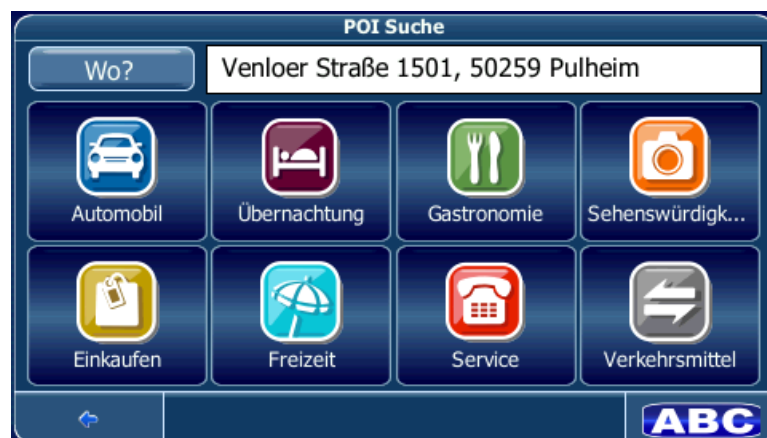 POI Suche
Wo? Venloer Straße 1501, 50259 Pulheim
Automobil Übernachtung Gastronomie Sehenswürdigk...
Einkaufen Freizeit Service Verkehrsmittel
ABC